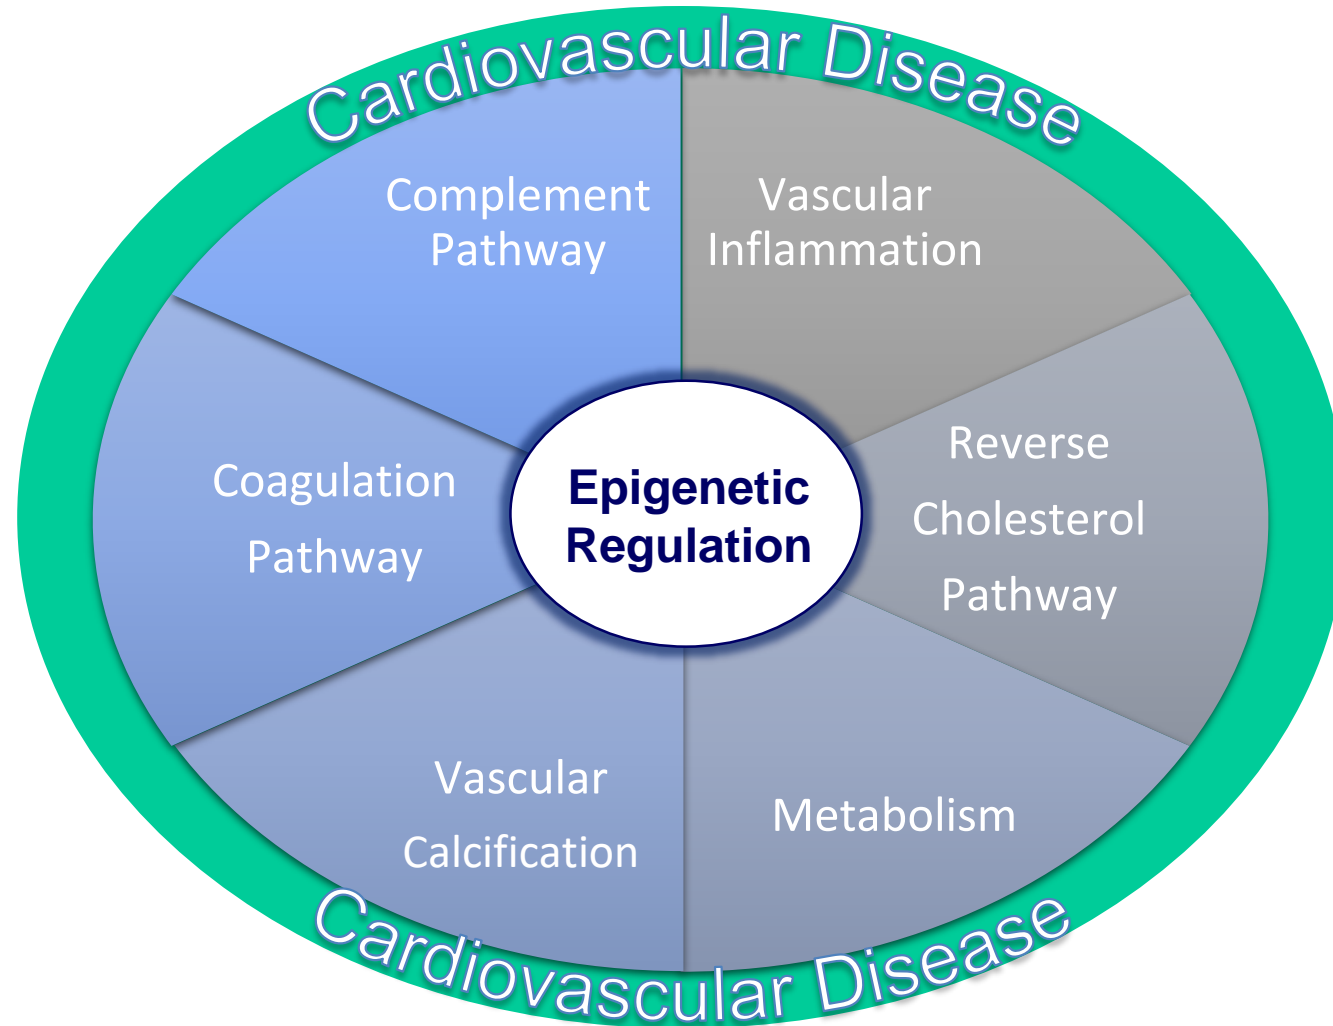 Cardiovascular Disease
Complement
Pathway
Vascular
Inflammation
Reverse
Cholesterol
Pathway
Coagulation
Pathway
Epigenetic
Regulation
Vascular
Calcification
Metabolism
Cardiovascular Disease